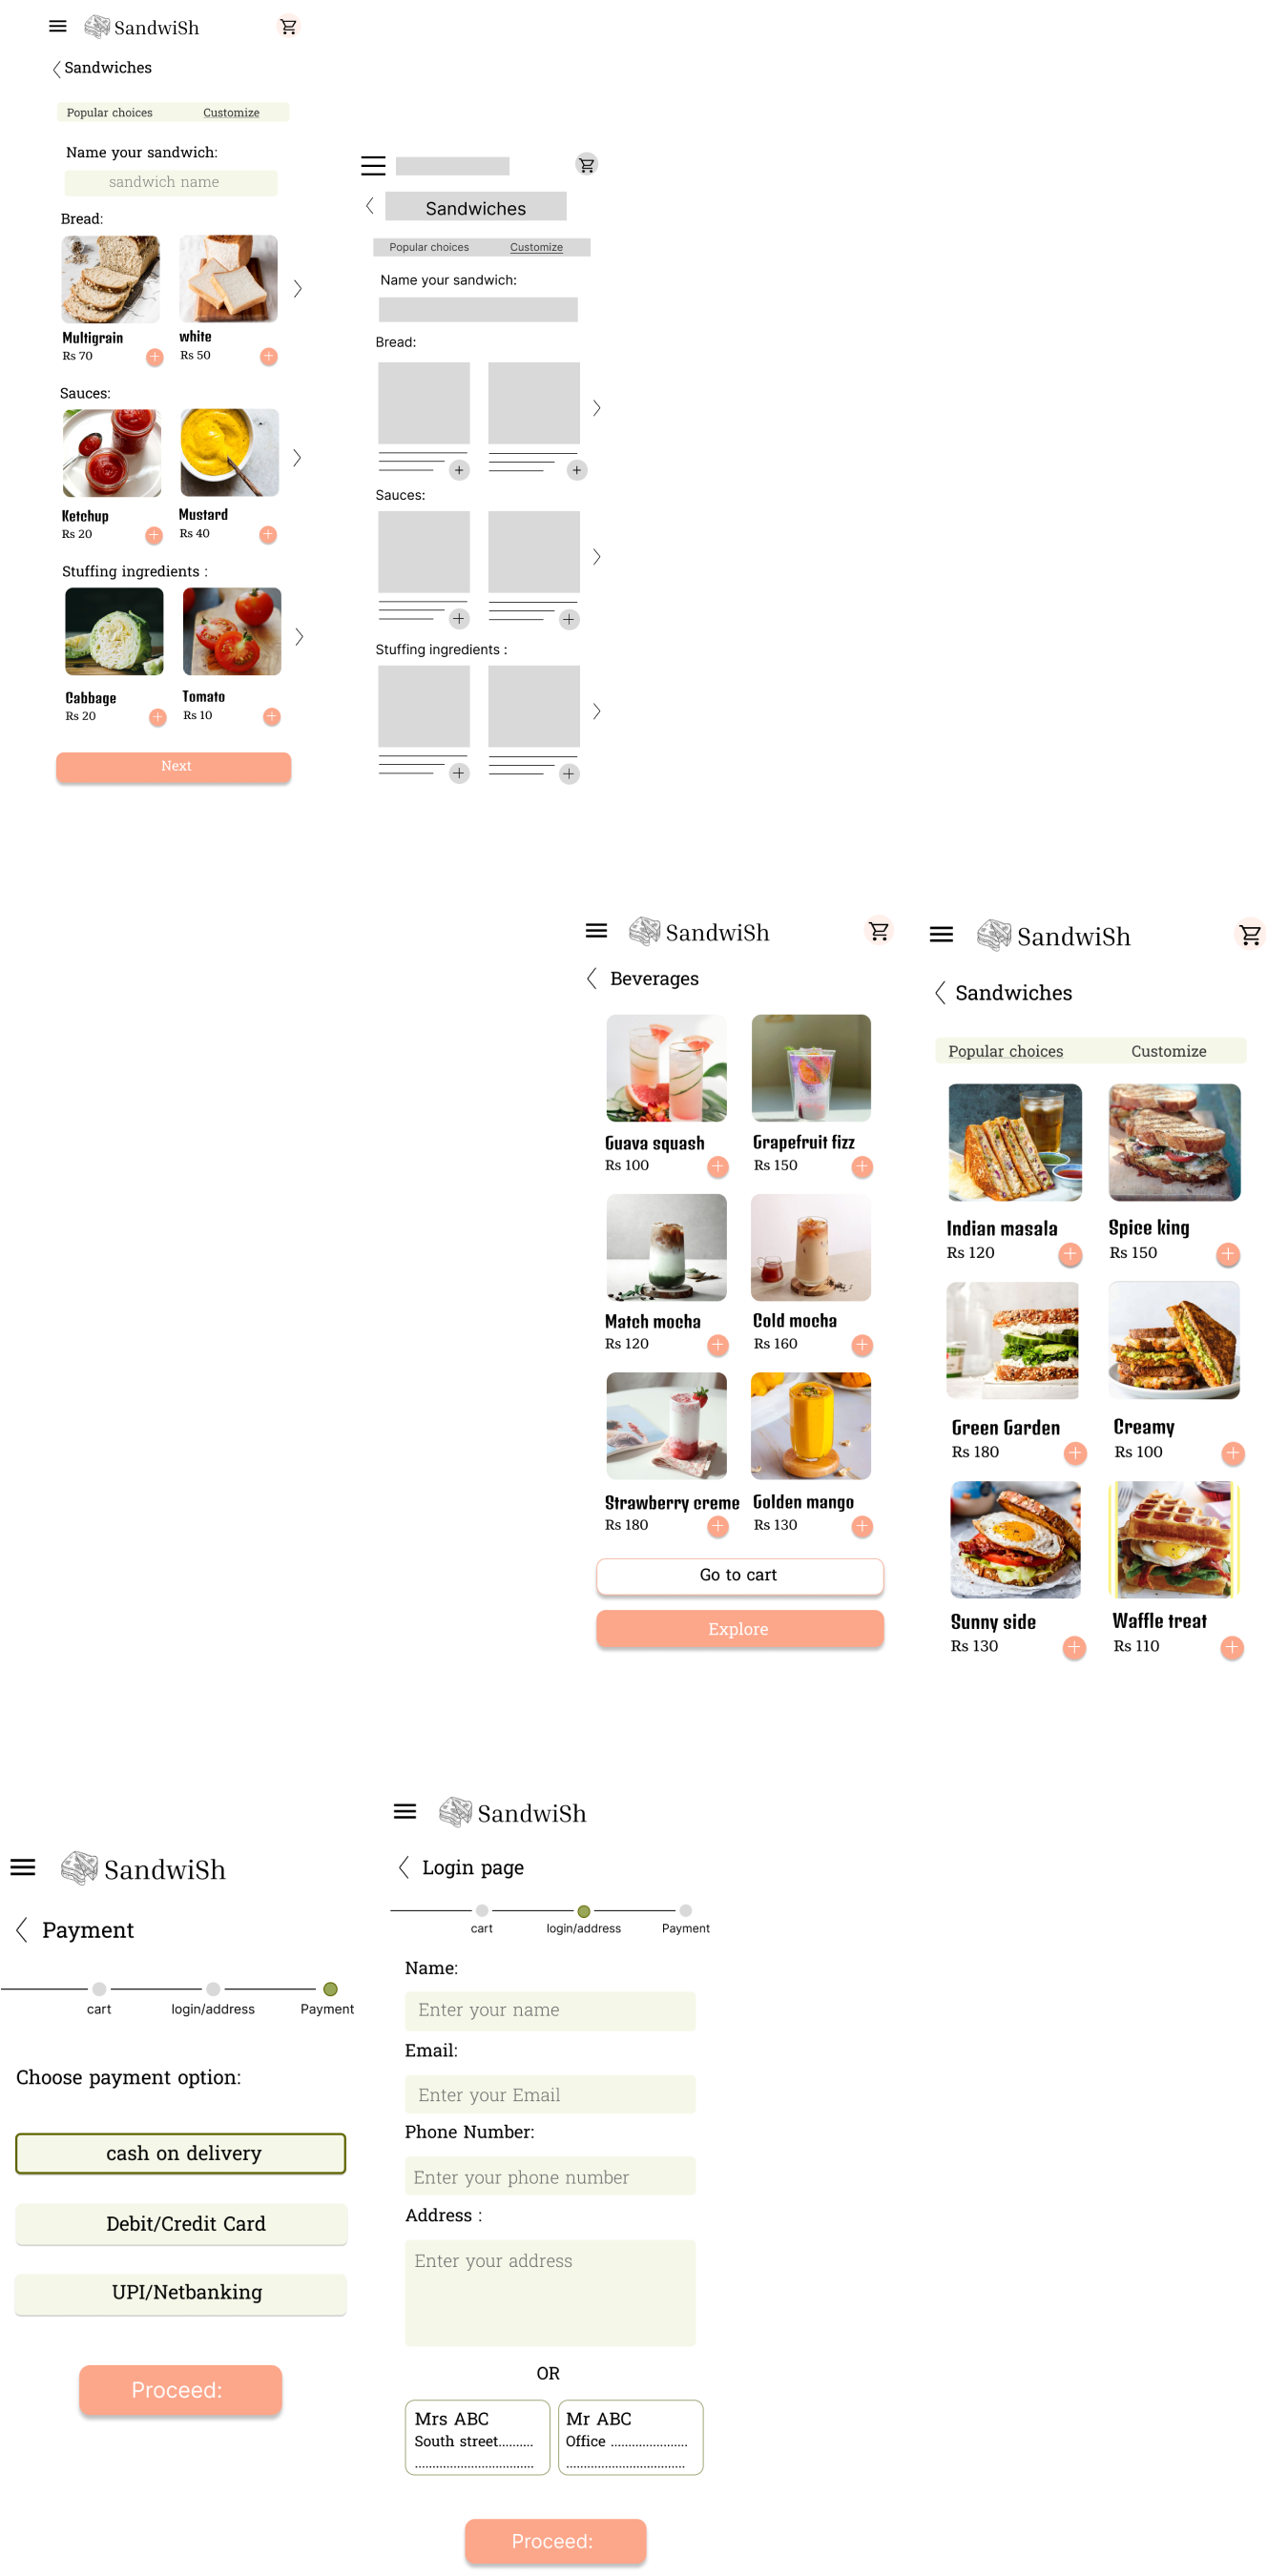 SandwiSh
Sandwiches
Popular choices Customize
Name your sandwich:
sandwich name
Bread:
Multigrain white
Rs 70 Rs 50
Sauces:
Ketchup Mustard
Rs 20 Rs 40
Stuffing ingredients :
Cabbage Tomato
Rs 20 Rs 10
Next
Sandwiches
Popular choices Customize
Name your sandwich:
Bread:
Sauces:
Stuffing ingredients :
SandwiSh
Beverages
Guava squash Grapefruit fizz
Rs 100 Rs 150
Match mocha Cold mocha
Rs 120 Rs 160
Strawberry creme Golden mango
Rs 180 Rs 130
Go to cart
Explore
SandwiSh
Sandwiches
Popular choices Customize
Indian masala Spice king
Rs 120 Rs 150
Green Garden Creamy
Rs 180 Rs 100
Sunny side Waffle treat
Rs 130 Rs 110
SandwiSh
Payment
cart login/address Payment
Choose payment option:
cash on delivery
Debit/Credit Card
UPI/Netbanking
Proceed:
SandwiSh
Login page
cart login/address Payment
Name:
Enter your name
Email:
Enter your Email
Phone Number:
Enter your phone number
Address :
Enter your address
OR
Mrs ABC Mr ABC
South street.......... Office ......................
.................................. ..................................
Proceed: